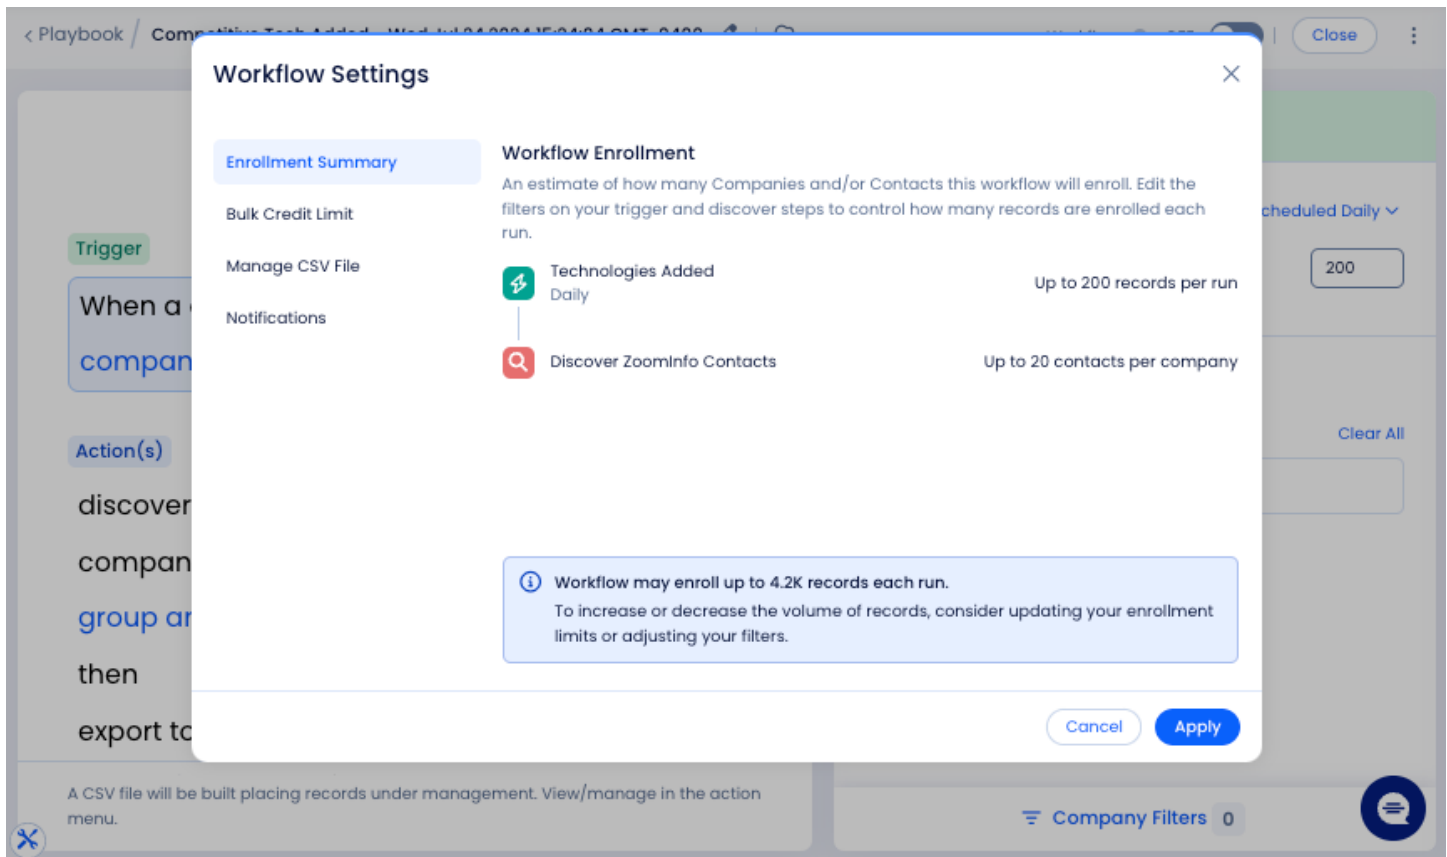 Playbook / Com
Close
Workflow Settings
Enrollment Summary
Bulk Credit Limit
Manage CSV File
Notifications
Workflow Enrollment
An estimate of how many Companies and/or Contacts this workflow will enroll. Edit the
filters on your trigger and discover steps to control how many records are enrolled each
run.
Technologies Added
Daily
Up to 200 records per run
Discover ZoomInfo Contacts
Up to 20 contacts per company
Workflow may enroll up to 4.2K records each run.
To increase or decrease the volume of records, consider updating your enrollment
limits or adjusting your filters.
Cancel
Apply
Trigger
When a
compan
Action(s)
discover
compan
group an
then
export to
A CSV file will be built placing records under management. View/manage in the action
menu.
cheduled Daily
200
Clear All
Company Filters 0